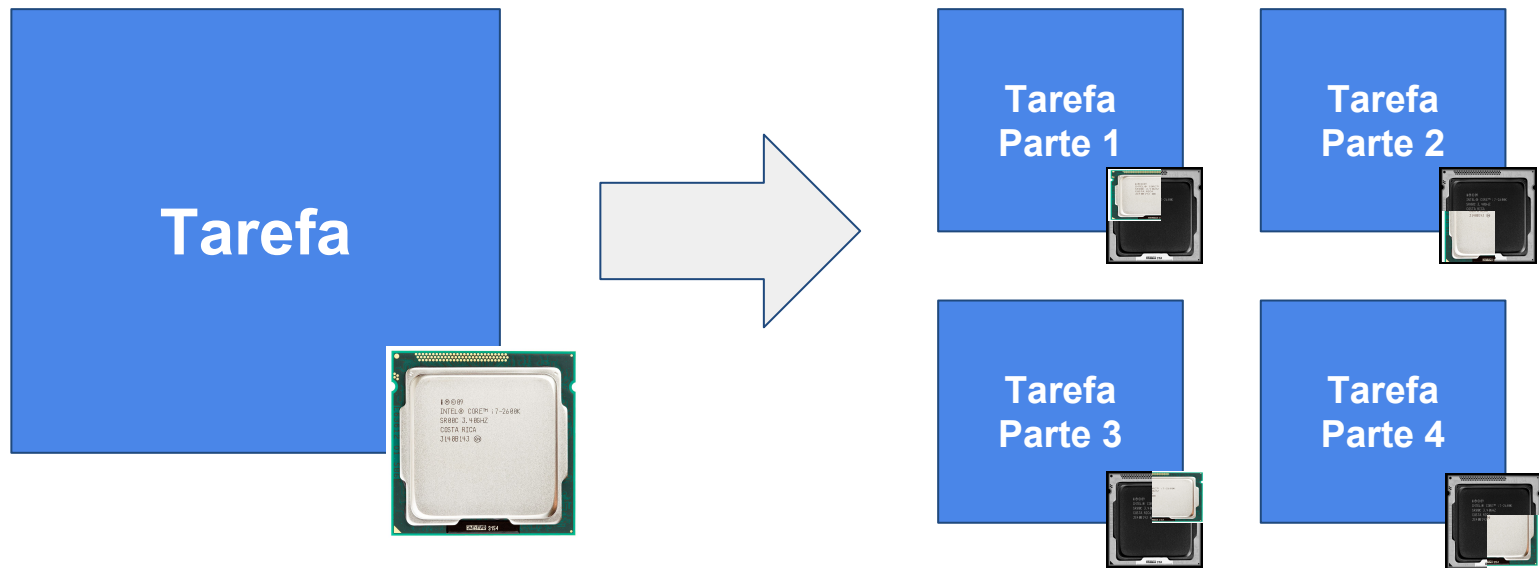 Tarefa
INTEL® CORE™ i7-2600K
SR00C 3.40GHZ
COSTA RICA
3140B143
Tarefa
Parte 1
Tarefa
Parte 2
Tarefa
Parte 3
Tarefa
Parte 4